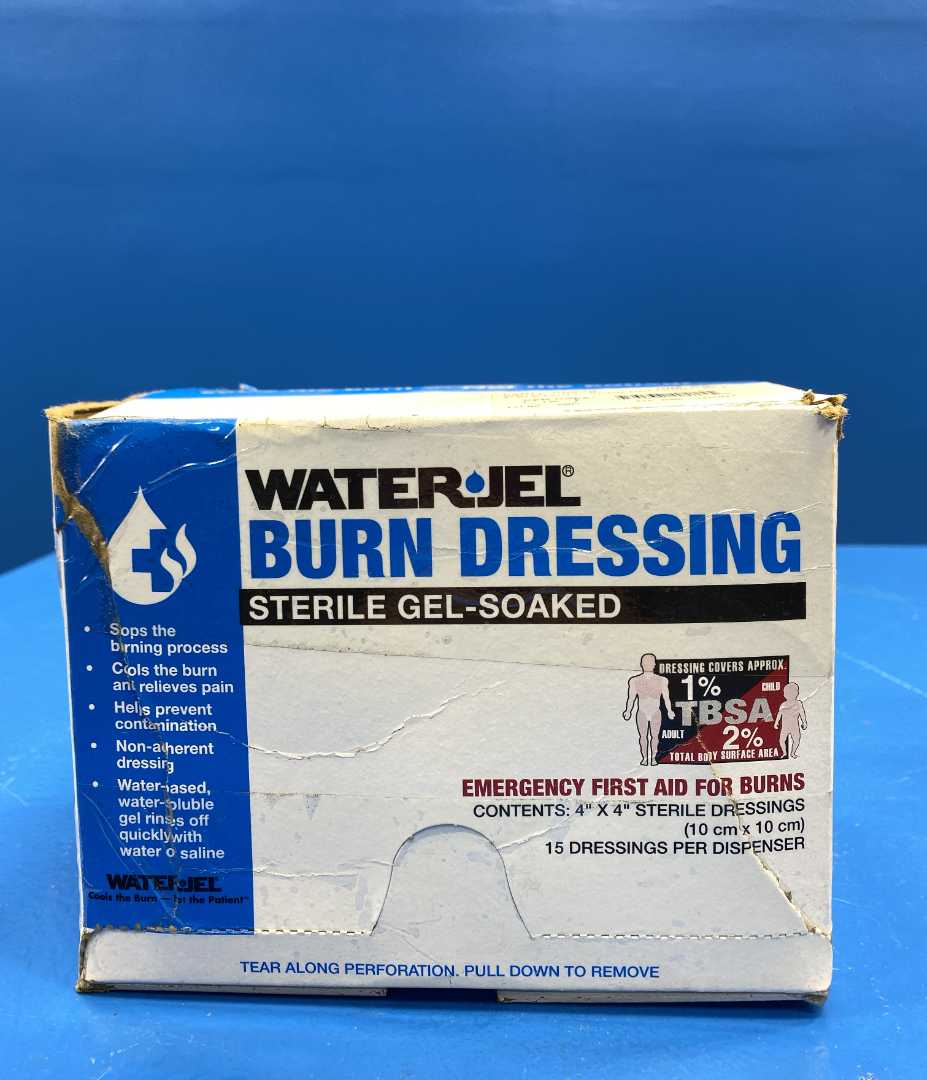 WATER JEL®
BURN DRESSING
STERILE GEL-SOAKED
• Sops the
burning process
• Cools the burn
and relieves pain
• Helps prevent
contamination
• Non-adherent
dressing
• Water-based,
water-soluble
gel rinses off
quickly with
water o saline
WATER JEL
Cools the Burn — not the Patient™
DRESSING COVERS APPROX.
1%
CHILD
TBSA
ADULT
2%
TOTAL BODY SURFACE AREA
EMERGENCY FIRST AID FOR BURNS
CONTENTS: 4" X 4" STERILE DRESSINGS
(10 cm x 10 cm)
15 DRESSINGS PER DISPENSER
TEAR ALONG PERFORATION. PULL DOWN TO REMOVE